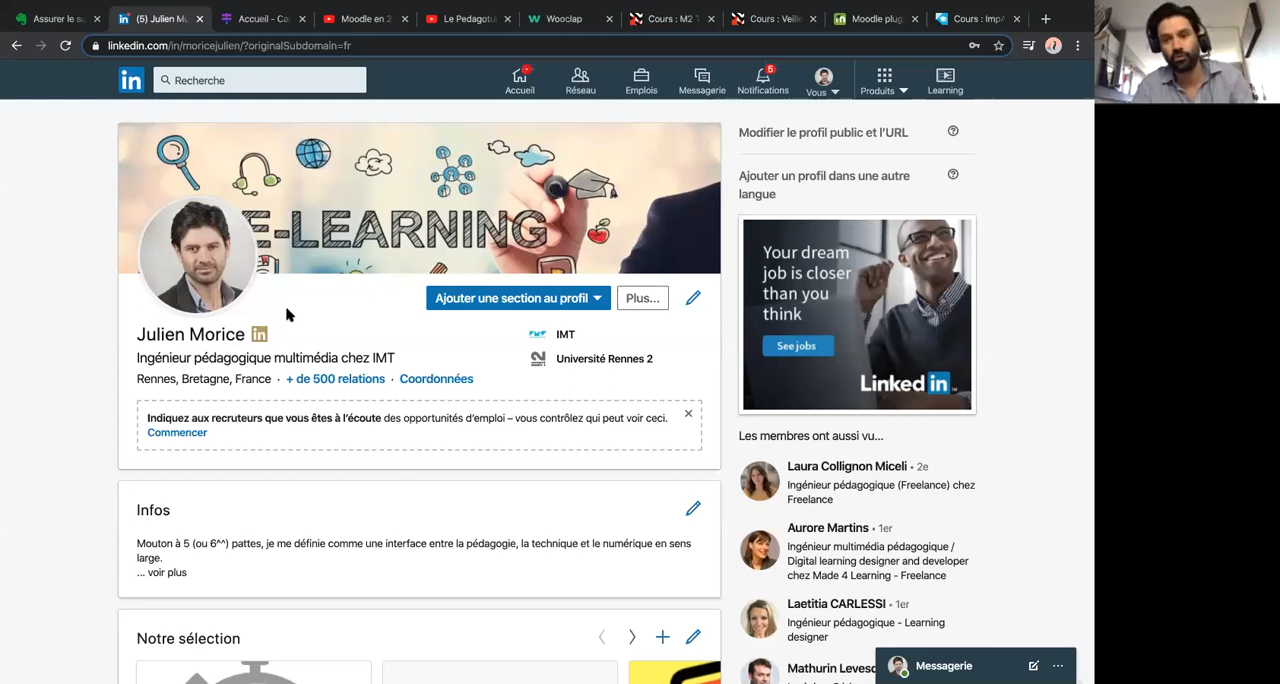 Assurer le su
(5) Julien M
Accueil - Ca
Moodle en 2
Le Pedagotu
Wooclap
Cours : M2 T
Cours : Veille
Moodle plug
Cours : ImpA
linkedin.com/in/moricejulien/?originalSubdomain=fr
in
Recherche
Accueil
Réseau
Emplois
Messagerie
5
Notifications
Vous
Produits
Learning
E-LEARNING
Ajouter une section au profil
Plus...
Julien Morice in
IMT
Ingénieur pédagogique multimédia chez IMT
Université Rennes 2
Rennes, Bretagne, France · + de 500 relations · Coordonnées
Indiquez aux recruteurs que vous êtes à l'écoute des opportunités d'emploi – vous contrôlez qui peut voir ceci.
Commencer
Infos
Mouton à 5 (ou 6^^) pattes, je me définie comme une interface entre la pédagogie, la technique et le numérique en sens
large.
... voir plus
Notre sélection
Modifier le profil public et l'URL
Ajouter un profil dans une autre
langue
Your dream
job is closer
than you
think
See jobs
Linked in
Les membres ont aussi vu...
Laura Collignon Miceli • 2e
Ingénieur pédagogique (Freelance) chez
Freelance
Aurore Martins • 1er
Ingénieur multimédia pédagogique /
Digital learning designer and developer
chez Made 4 Learning - Freelance
Laetitia CARLESSI • 1er
Ingénieur pédagogique - Learning
designer
Mathurin Levesq
Messagerie